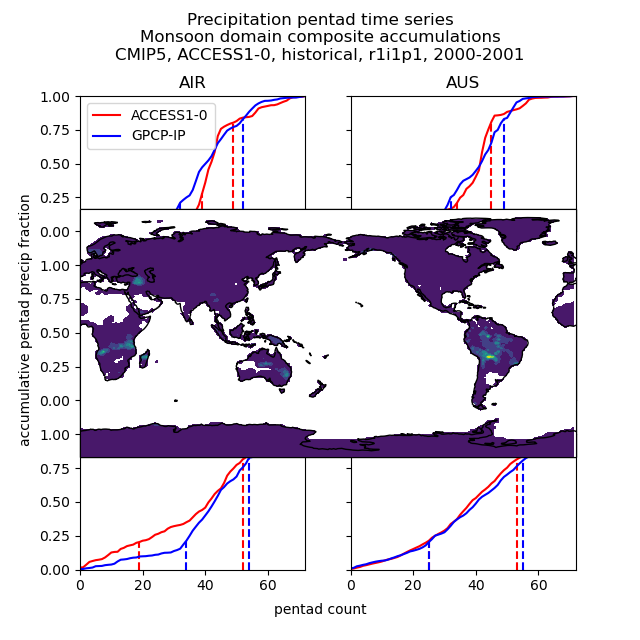 Precipitation pentad time series
Monsoon domain composite accumulations
CMIP5, ACCESS1-0, historical, r1i1p1, 2000-2001
AIR
AUS
1.00
0.75
0.50
0.25
0.00
ACCESS1-0
GPCP-IP
1.00
0.75
0.50
0.25
0.00
1.00
0.75
0.50
0.25
0.00
accumulative pentad precip fraction
0
20
40
60
0
20
40
60
pentad count